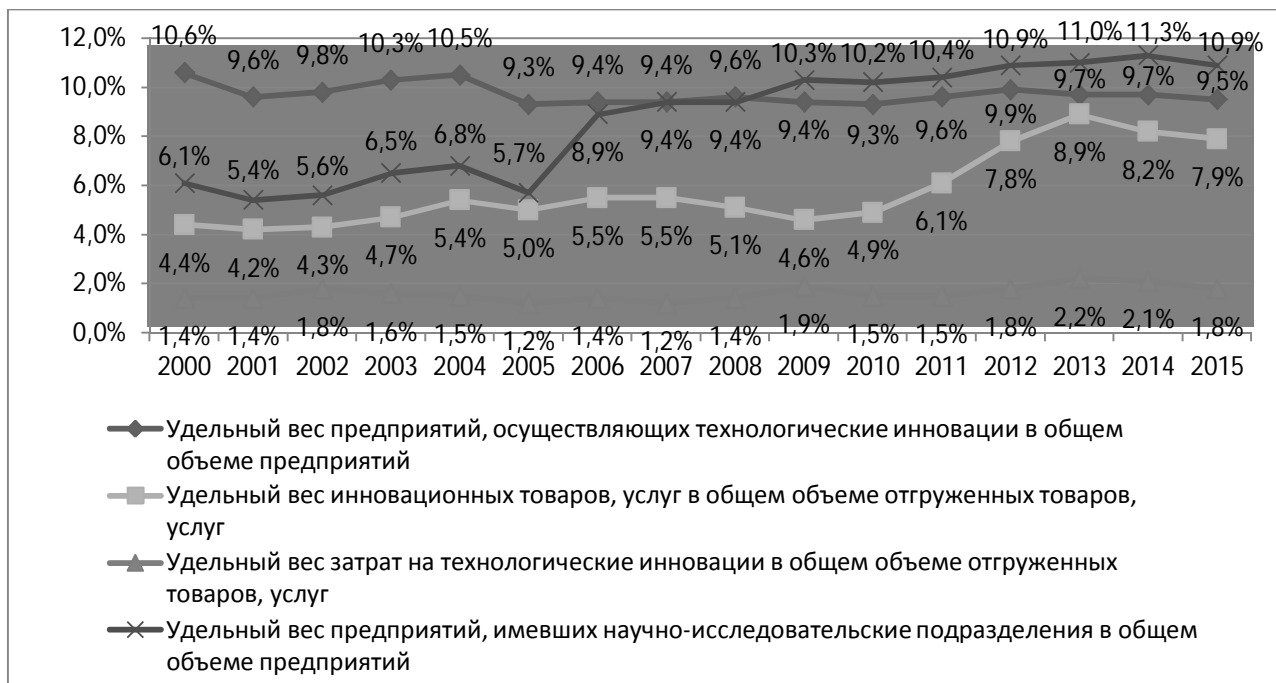 12,0%
10,0%
8,0%
6,0%
4,0%
2,0%
0,0%
10,6% 9,6% 9,8% 10,3% 10,5% 9,3% 9,4% 9,4% 9,6% 10,3% 10,2% 10,4% 10,9% 11,0% 11,3% 10,9%
9,4% 9,3% 9,6% 9,9% 9,7% 9,7% 9,5%
6,1% 5,4% 5,6% 6,5% 6,8% 5,7% 8,9% 9,4% 9,4%
4,4% 4,2% 4,3% 4,7% 5,4% 5,0% 5,5% 5,5% 5,1% 4,6% 4,9% 6,1% 7,8% 8,9% 8,2% 7,9%
1,4% 1,4% 1,8% 1,6% 1,5% 1,2% 1,4% 1,2% 1,4% 1,9% 1,5% 1,5% 1,8% 2,2% 2,1% 1,8%
2000 2001 2002 2003 2004 2005 2006 2007 2008 2009 2010 2011 2012 2013 2014 2015
Удельный вес предприятий, осуществляющих технологические инновации в общем
объеме предприятий
Удельный вес инновационных товаров, услуг в общем объеме отгруженных товаров,
услуг
Удельный вес затрат на технологические инновации в общем объеме отгруженных
товаров, услуг
Удельный вес предприятий, имевших научно-исследовательские подразделения в общем
объеме предприятий